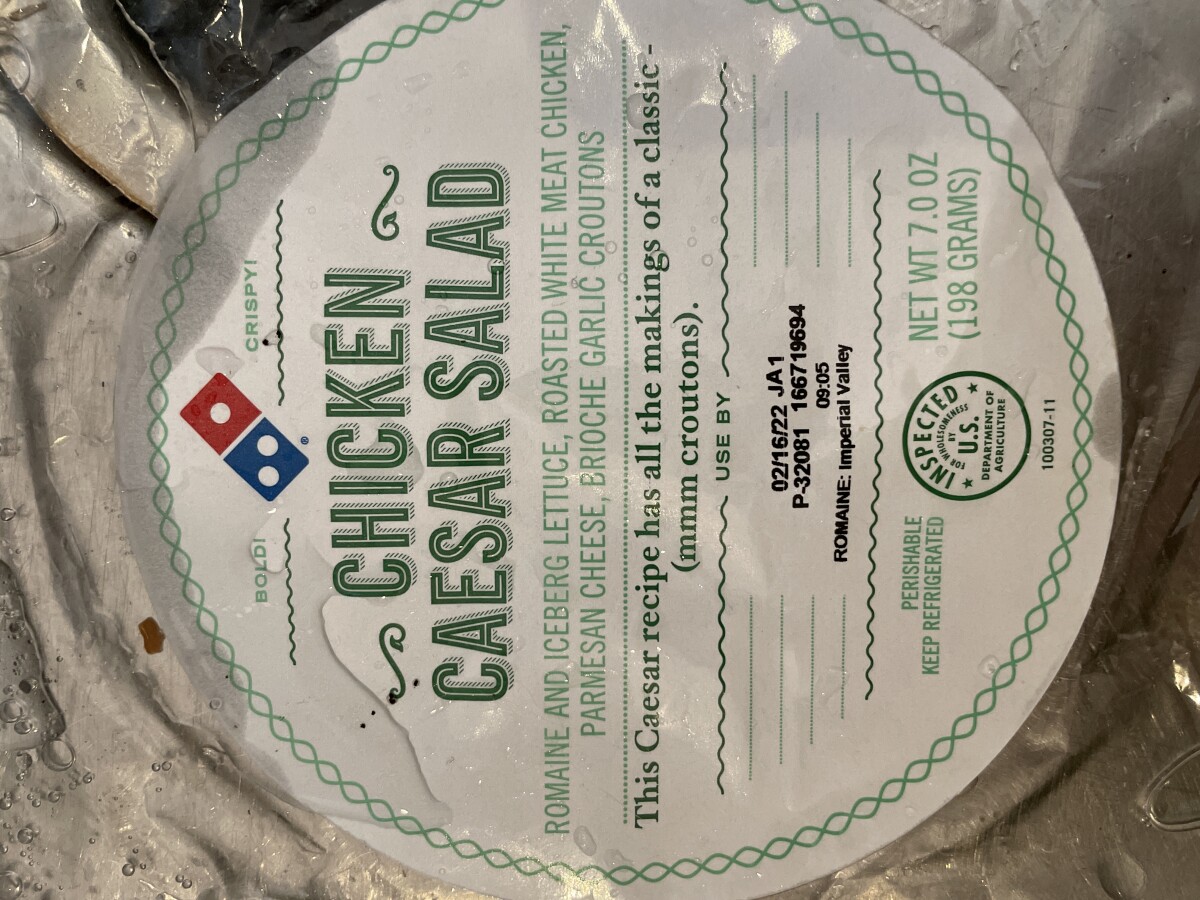 BOLD! CRISPY!
®
CHICKEN
CAESAR SALAD
ROMAINE AND ICEBERG LETTUCE, ROASTED WHITE MEAT CHICKEN,
PARMESAN CHEESE, BRIOCHE GARLIC CROUTONS
This Caesar recipe has all the makings of a classic -
(mmm croutons).
USE BY
02/16/22 JA1
P-32081 166719694
09:05
ROMAINE: Imperial Valley
PERISHABLE
KEEP REFRIGERATED
INSPECTED
FOR WHOLESOMENESS
BY
U.S.
DEPARTMENT OF
AGRICULTURE
NET WT 7.0 OZ
(198 GRAMS)
100307-11